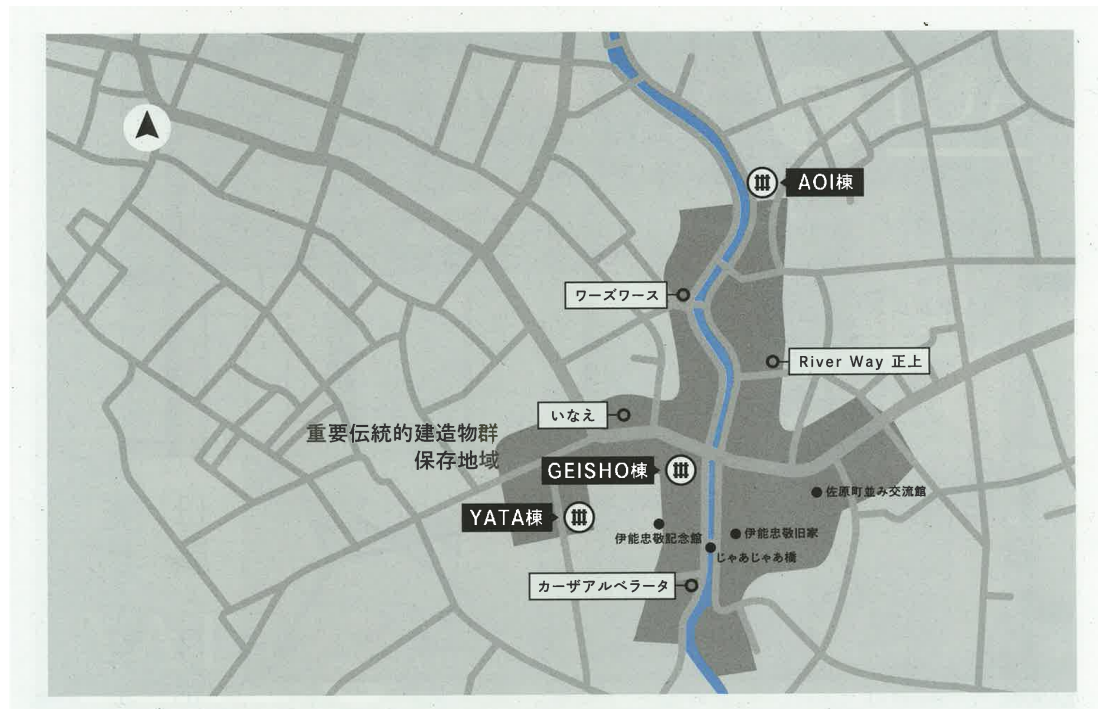 AOI棟
ワーズワース
River Way 正上
いなえ
重要伝統的建造物群
保存地域
GEISHO棟
佐原町並み交流館
YATA棟
伊能忠敬記念館
伊能忠敬旧家
じゃあじゃあ橋
カーザアルベラータ